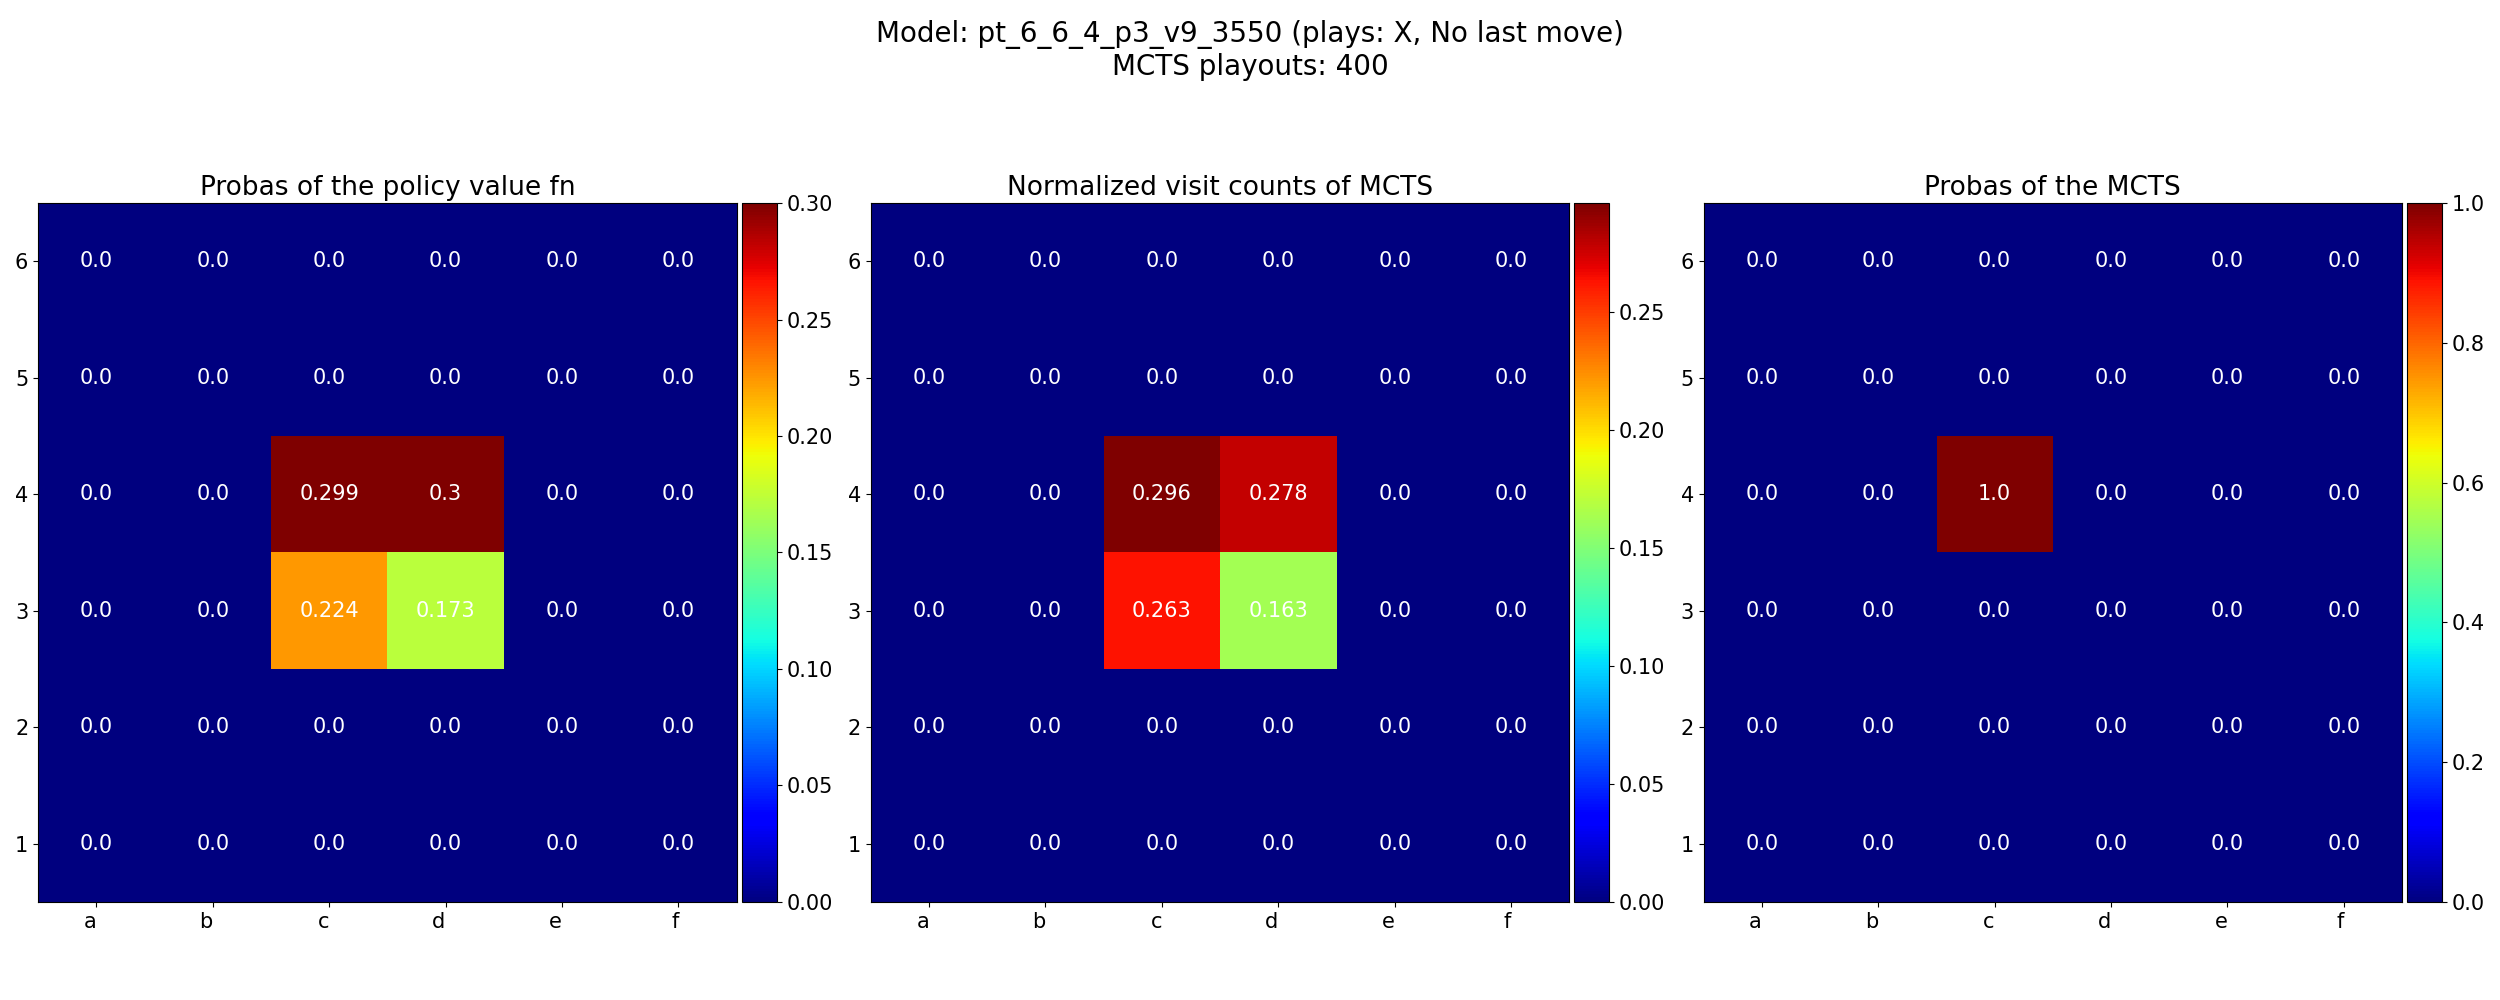 Model: pt_6_6_4_p3_v9_3550 (plays: X, No last move)
MCTS playouts: 400
Probas of the policy value fn
6 0.0 0.0 0.0 0.0 0.0 0.0
5 0.0 0.0 0.0 0.0 0.0 0.0
4 0.0 0.0 0.299 0.3 0.0 0.0
3 0.0 0.0 0.224 0.173 0.0 0.0
2 0.0 0.0 0.0 0.0 0.0 0.0
1 0.0 0.0 0.0 0.0 0.0 0.0
a b c d e f
0.30
0.25
0.20
0.15
0.10
0.05
0.00
Normalized visit counts of MCTS
6 0.0 0.0 0.0 0.0 0.0 0.0
5 0.0 0.0 0.0 0.0 0.0 0.0
4 0.0 0.0 0.296 0.278 0.0 0.0
3 0.0 0.0 0.263 0.163 0.0 0.0
2 0.0 0.0 0.0 0.0 0.0 0.0
1 0.0 0.0 0.0 0.0 0.0 0.0
a b c d e f
0.25
0.20
0.15
0.10
0.05
0.00
Probas of the MCTS
6 0.0 0.0 0.0 0.0 0.0 0.0
5 0.0 0.0 0.0 0.0 0.0 0.0
4 0.0 0.0 1.0 0.0 0.0 0.0
3 0.0 0.0 0.0 0.0 0.0 0.0
2 0.0 0.0 0.0 0.0 0.0 0.0
1 0.0 0.0 0.0 0.0 0.0 0.0
a b c d e f
1.0
0.8
0.6
0.4
0.2
0.0